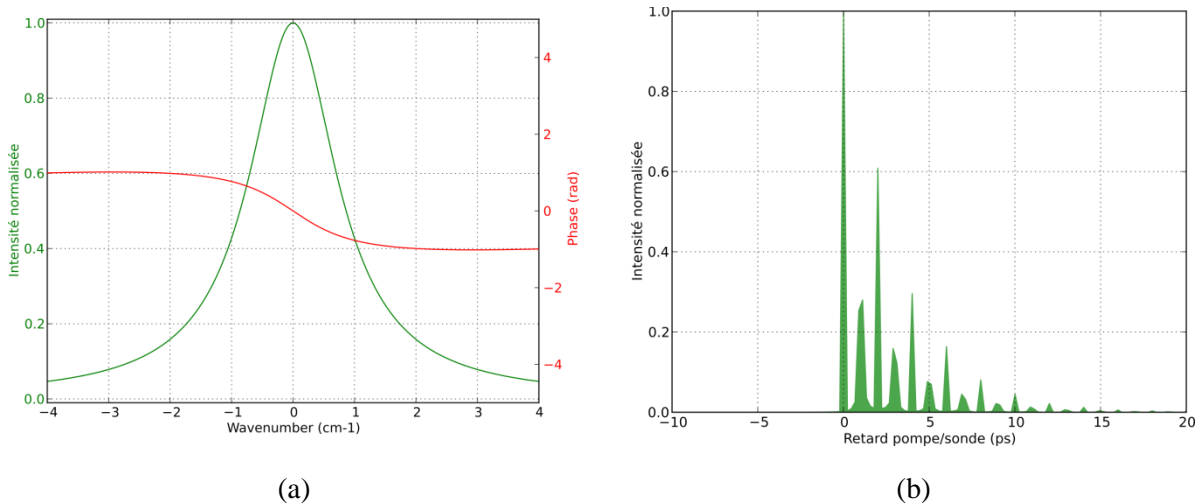 1.0
0.8
0.6
0.4
0.2
0.0
Intensité normalisée
4
2
0
−2
−4
Phase (rad)
−4 −3 −2 −1 0 1 2 3 4
Wavenumber (cm-1)
(a)
1.0
0.8
0.6
0.4
0.2
0.0
Intensité normalisée
−10 −5 0 5 10 15 20
Retard pompe/sonde (ps)
(b)